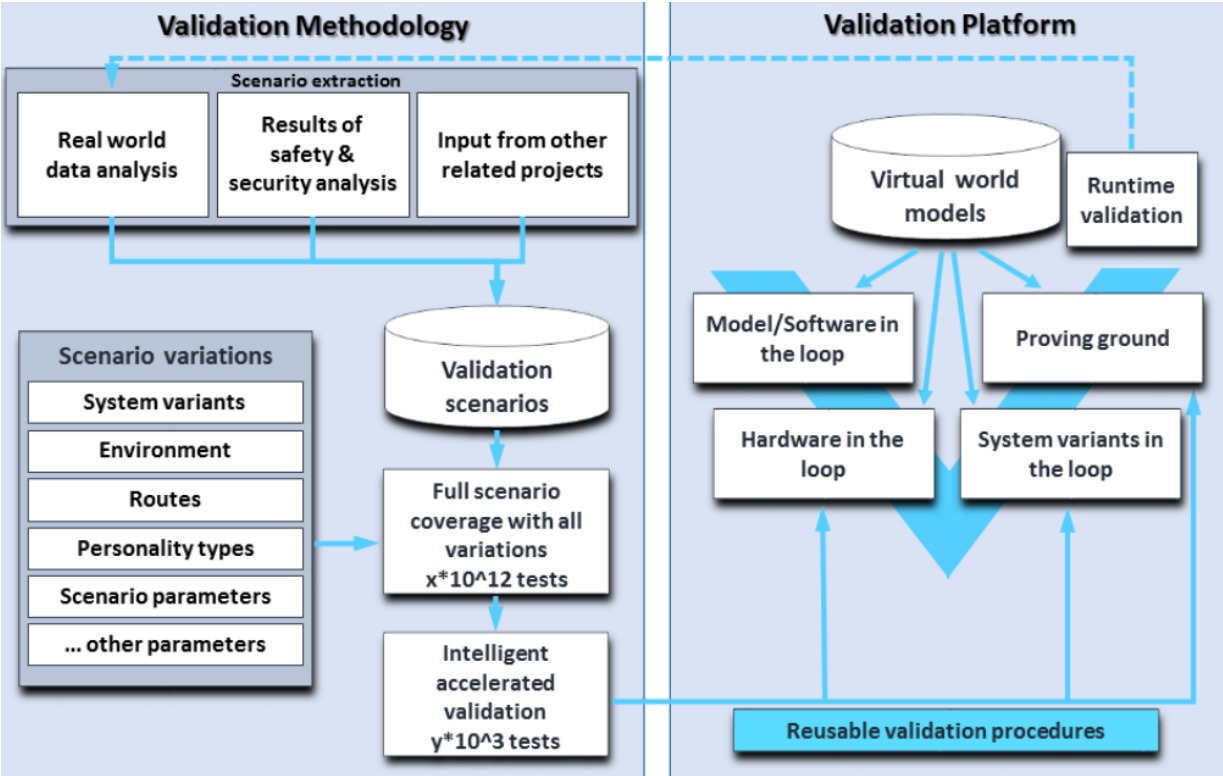 Validation Methodology
Scenario extraction
Real world
data analysis
Results of
safety &
security analysis
Input from other
related projects
Scenario variations
System variants
Environment
Routes
Personality types
Scenario parameters
... other parameters
Validation
scenarios
Full scenario
coverage with all
variations
x*10^12 tests
Intelligent
accelerated
validation
y*10^3 tests
Validation Platform
Virtual world
models
Runtime
validation
Model/Software in
the loop
Proving ground
Hardware in the
loop
System variants in
the loop
Reusable validation procedures